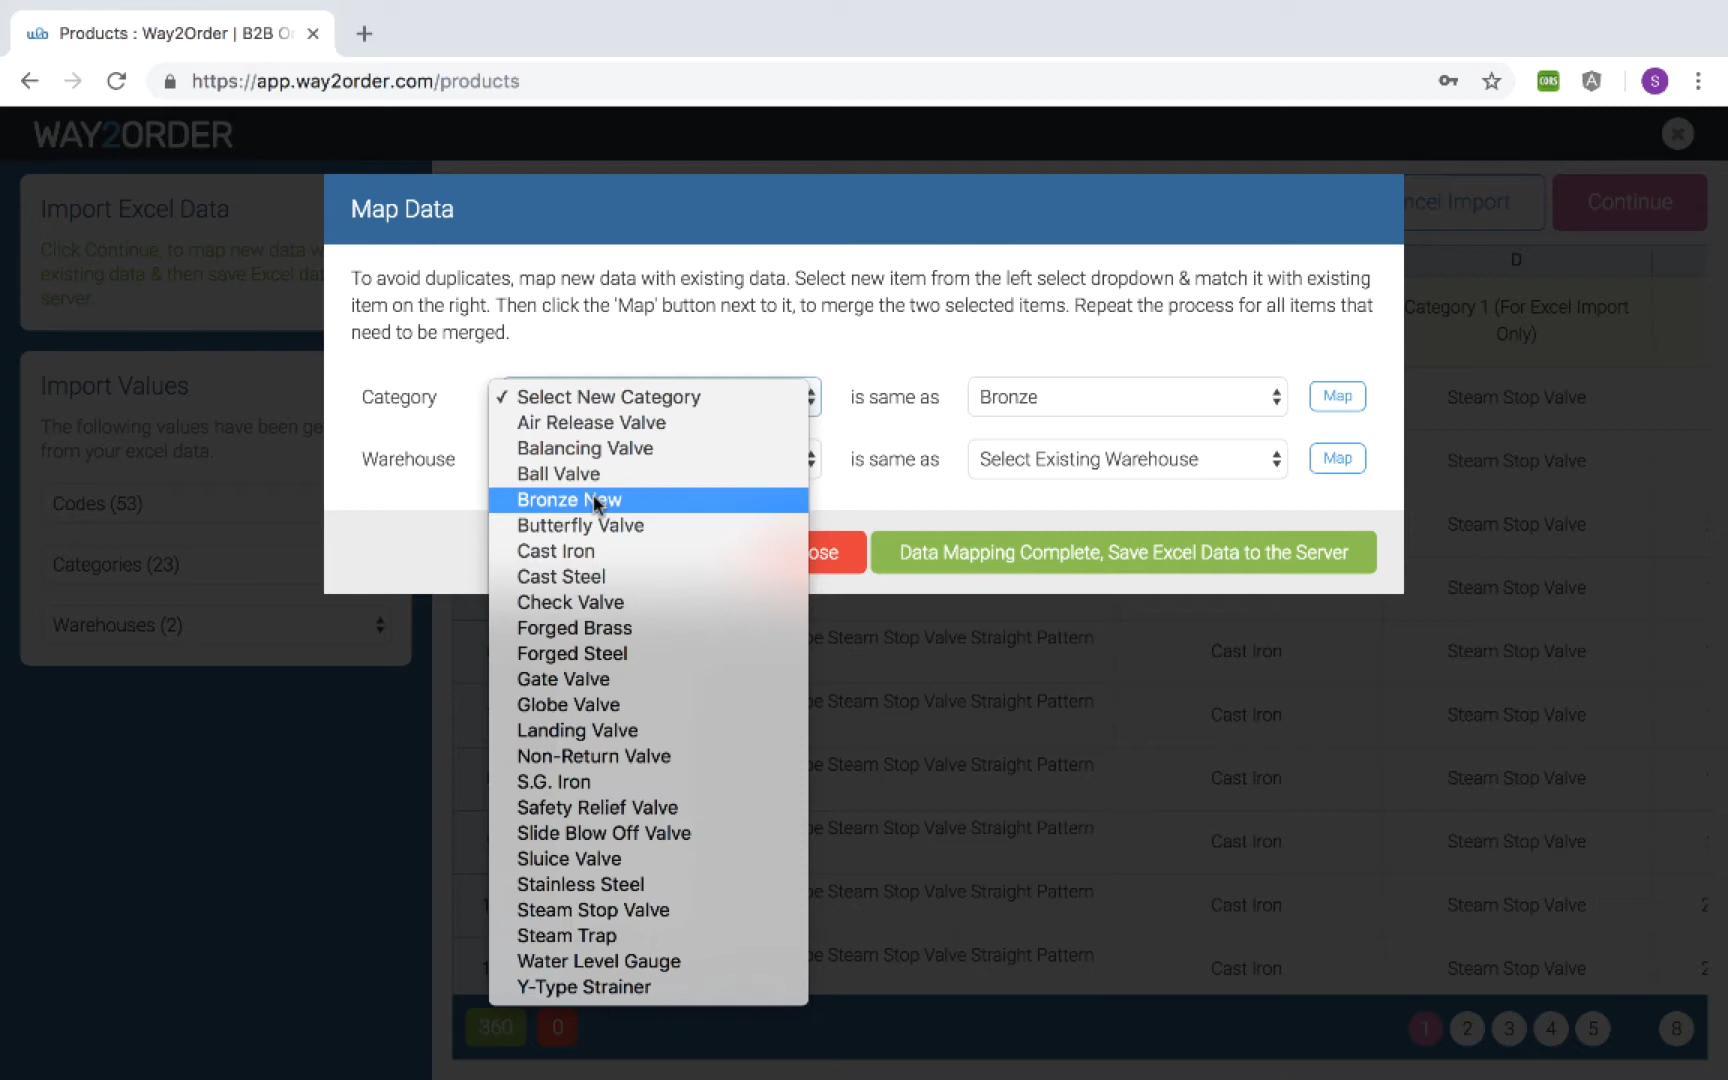 Products : Way2Order | B2B O
https://app.way2order.com/products
CORS
A
S
WAY2ORDER
Import Excel Data
Click Continue, to map new data w
existing data & then save Excel dat
server.
Import Values
The following values have been ge
from your excel data.
Codes (53)
Categories (23)
Warehouses (2)
ncel Import
Continue
Map Data
To avoid duplicates, map new data with existing data. Select new item from the left select dropdown & match it with existing
item on the right. Then click the 'Map' button next to it, to merge the two selected items. Repeat the process for all items that
need to be merged.
Category
is same as
Bronze
Map
Warehouse
is same as
Select Existing Warehouse
Map
ose
Data Mapping Complete, Save Excel Data to the Server
✓ Select New Category
Air Release Valve
Balancing Valve
Ball Valve
Bronze New
Butterfly Valve
Cast Iron
Cast Steel
Check Valve
Forged Brass
Forged Steel
Gate Valve
Globe Valve
Landing Valve
Non-Return Valve
S.G. Iron
Safety Relief Valve
Slide Blow Off Valve
Sluice Valve
Stainless Steel
Steam Stop Valve
Steam Trap
Water Level Gauge
Y-Type Strainer
D
Category 1 (For Excel Import
Only)
Steam Stop Valve
Steam Stop Valve
Steam Stop Valve
Steam Stop Valve
pe Steam Stop Valve Straight Pattern
Cast Iron
Steam Stop Valve
pe Steam Stop Valve Straight Pattern
Cast Iron
Steam Stop Valve
pe Steam Stop Valve Straight Pattern
Cast Iron
Steam Stop Valve
pe Steam Stop Valve Straight Pattern
Cast Iron
Steam Stop Valve
pe Steam Stop Valve Straight Pattern
Cast Iron
Steam Stop Valve
2
pe Steam Stop Valve Straight Pattern
Cast Iron
Steam Stop Valve
2
360
0
1
2
3
4
5
8